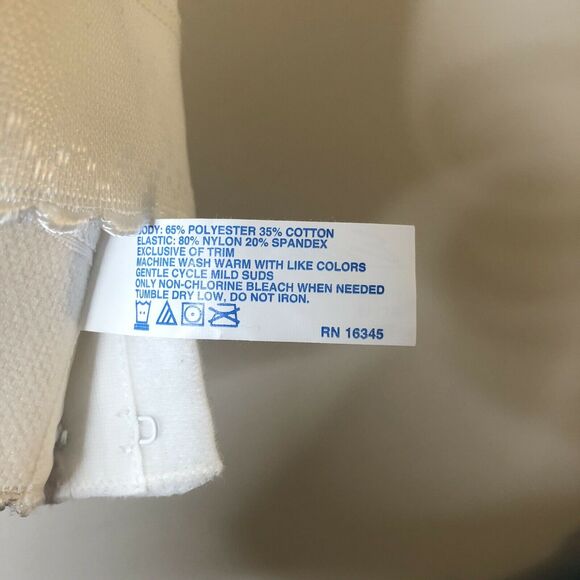 BODY: 65% POLYESTER 35% COTTON
ELASTIC: 80% NYLON 20% SPANDEX
EXCLUSIVE OF TRIM
MACHINE WASH WARM WITH LIKE COLORS
GENTLE CYCLE MILD SUDS
ONLY NON-CHLORINE BLEACH WHEN NEEDED
TUMBLE DRY LOW, DO NOT IRON.
RN 16345